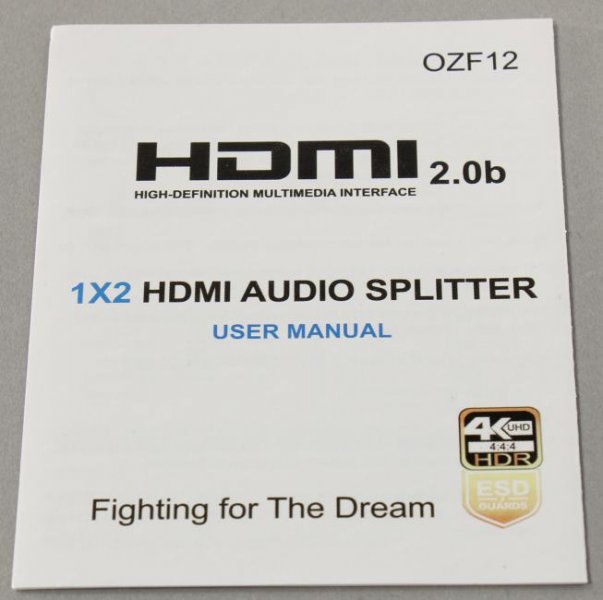 OZF12
HDMI 2.0b
HIGH-DEFINITION MULTIMEDIA INTERFACE
1X2 HDMI AUDIO SPLITTER
USER MANUAL
4K UHD
4:4:4
HDR
ESD
GUARDS
Fighting for The Dream